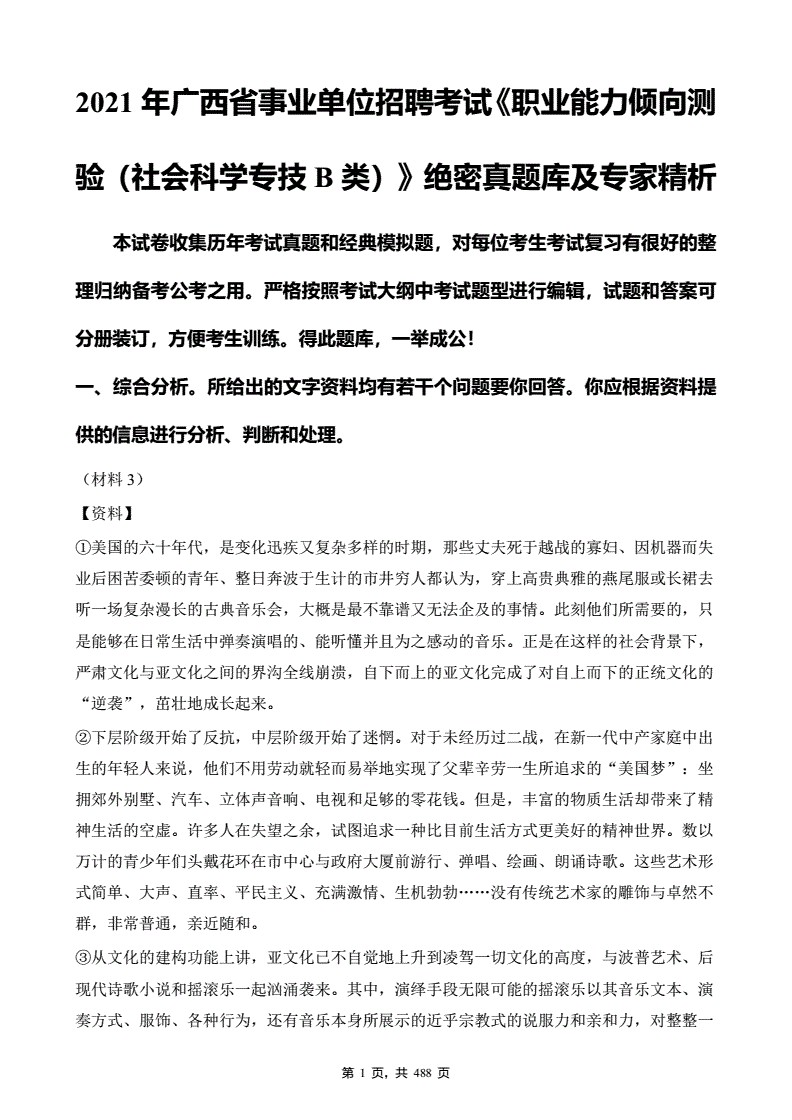 2021 年广西省事业单位招聘考试《职业能力倾向测
验（社会科学专技 B 类）》绝密真题库及专家精析
本试卷收集历年考试真题和经典模拟题，对每位考生考试复习有很好的整
理归纳备考公考之用。严格按照考试大纲中考试题型进行编辑，试题和答案可
分册装订，方便考生训练。得此题库，一举成公！
一、综合分析。所给出的文字资料均有若干个问题要你回答。你应根据资料提
供的信息进行分析、判断和处理。
（材料 3）
【资料】
①美国的六十年代，是变化迅疾又复杂多样的时期，那些丈夫死于越战的寡妇、因机器而失
业后困苦委顿的青年、整日奔波于生计的市井穷人都认为，穿上高贵典雅的燕尾服或长裙去
听一场复杂漫长的古典音乐会，大概是最不靠谱又无法企及的事情。此刻他们所需要的，只
是能够在日常生活中弹奏演唱的、能听懂并且为之感动的音乐。正是在这样的社会背景下，
严肃文化与亚文化之间的界沟全线崩溃，自下而上的亚文化完成了对自上而下的正统文化的
“逆袭”，茁壮地成长起来。
②下层阶级开始了反抗，中层阶级开始了迷惘。对于未经历过二战，在新一代中产家庭中出
生的年轻人来说，他们不用劳动就轻而易举地实现了父辈辛劳一生所追求的“美国梦”：坐
拥郊外别墅、汽车、立体声音响、电视和足够的零花钱。但是，丰富的物质生活却带来了精
神生活的空虚。许多人在失望之余，试图追求一种比目前生活方式更美好的精神世界。数以
万计的青少年们头戴花环在市中心与政府大厦前游行、弹唱、绘画、朗诵诗歌。这些艺术形
式简单、大声、直率、平民主义、充满激情、生机勃勃……没有传统艺术家的雕饰与卓然不
群，非常普通，亲近随和。
③从文化的建构功能上讲，亚文化已不自觉地上升到凌驾一切文化的高度，与波普艺术、后
现代诗歌小说和摇滚乐一起汹涌袭来。其中，演绎手段无限可能的摇滚乐以其音乐文本、演
奏方式、服饰、各种行为，还有音乐本身所展示的近乎宗教式的说服力和亲和力，对整整一
第 1 页，共 488 页